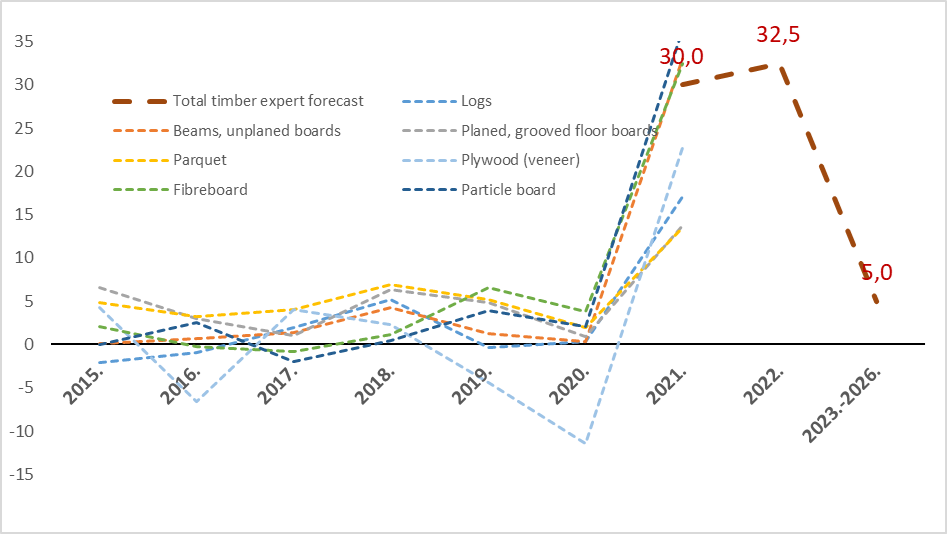 35
30
25
20
15
10
5
0
-5
-10
-15
30,0
32,5
5,0
Total timber expert forecast
Logs
Beams, unplaned boards
Planed, grooved floor boards
Parquet
Plywood (veneer)
Fibreboard
Particle board
2015.
2016.
2017.
2018.
2019.
2020.
2021.
2022.
2023.-2026.